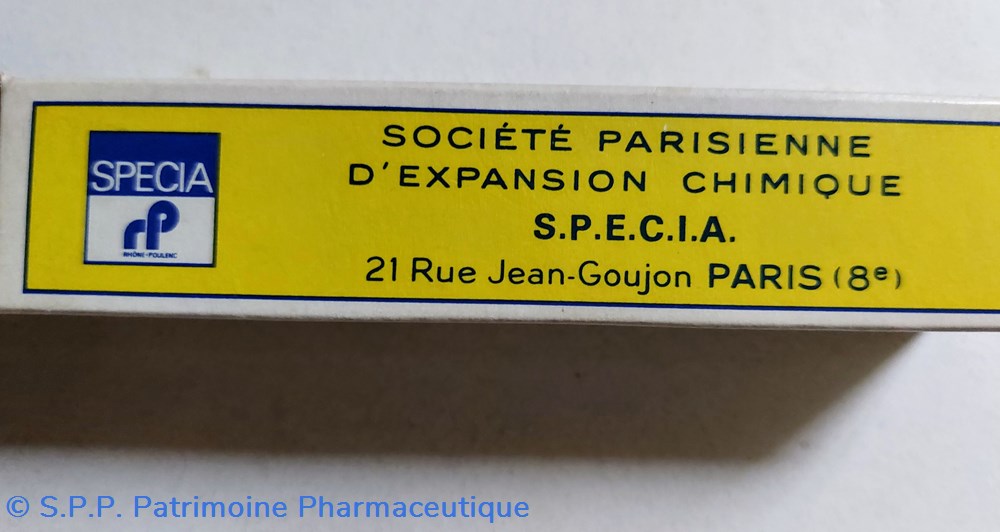 SPECIA
rP
RHÔNE-POULENC
SOCIÉTÉ PARISIENNE
D'EXPANSION CHIMIQUE
S.P.E.C.I.A.
21 Rue Jean-Goujon PARIS (8e)
© S.P.P. Patrimoine Pharmaceutique